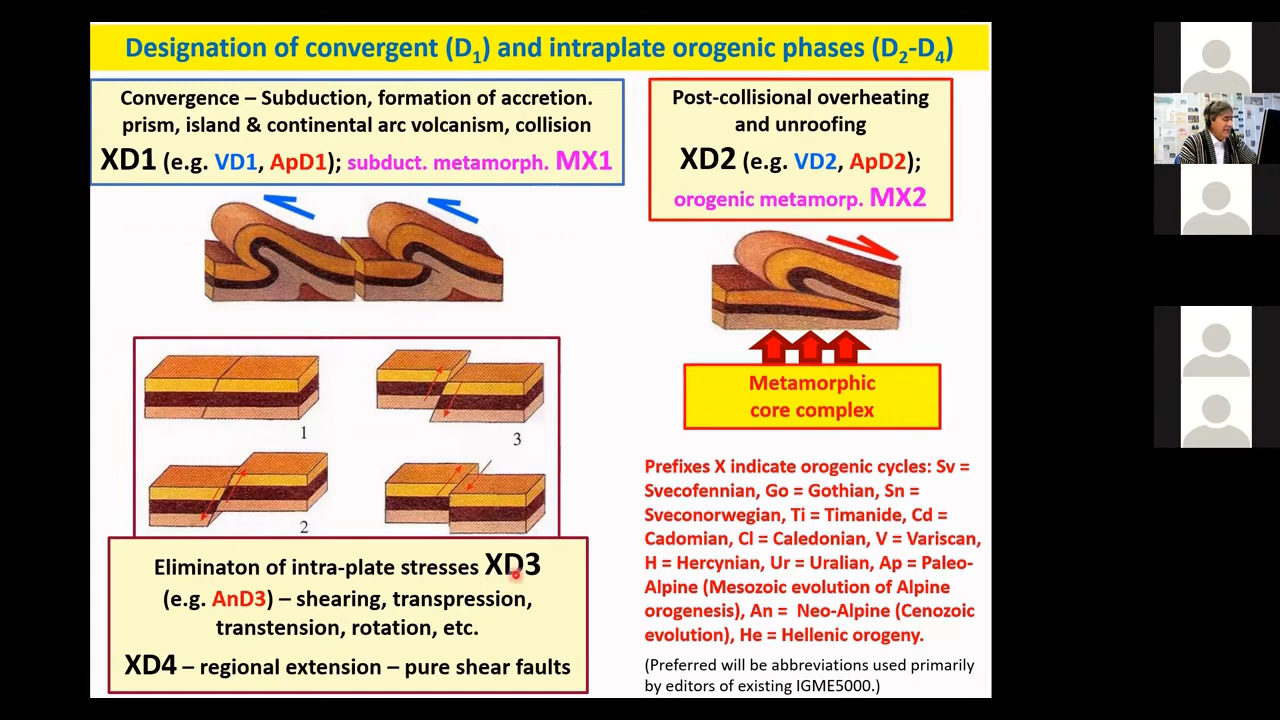 Designation of convergent (D1) and intraplate orogenic phases (D2-D4)
Convergence – Subduction, formation of accretion.
prism, island & continental arc volcanism, collision
XD1 (e.g. VD1, ApD1); subduct. metamorph. MX1
Post-collisional overheating
and unroofing
XD2 (e.g. VD2, ApD2);
orogenic metamorp. MX2
1
3
2
Metamorphic
core complex
Eliminaton of intra-plate stresses XD3
(e.g. AnD3) – shearing, transpression,
transtension, rotation, etc.
XD4 – regional extension – pure shear faults
Prefixes X indicate orogenic cycles: Sv =
Svecofennian, Go = Gothian, Sn =
Sveconorwegian, Ti = Timanide, Cd =
Cadomian, Cl = Caledonian, V = Variscan,
H = Hercynian, Ur = Uralian, Ap = Paleo-
Alpine (Mesozoic evolution of Alpine
orogenesis), An = Neo-Alpine (Cenozoic
evolution), He = Hellenic orogeny.
(Preferred will be abbreviations used primarily
by editors of existing IGME5000.)